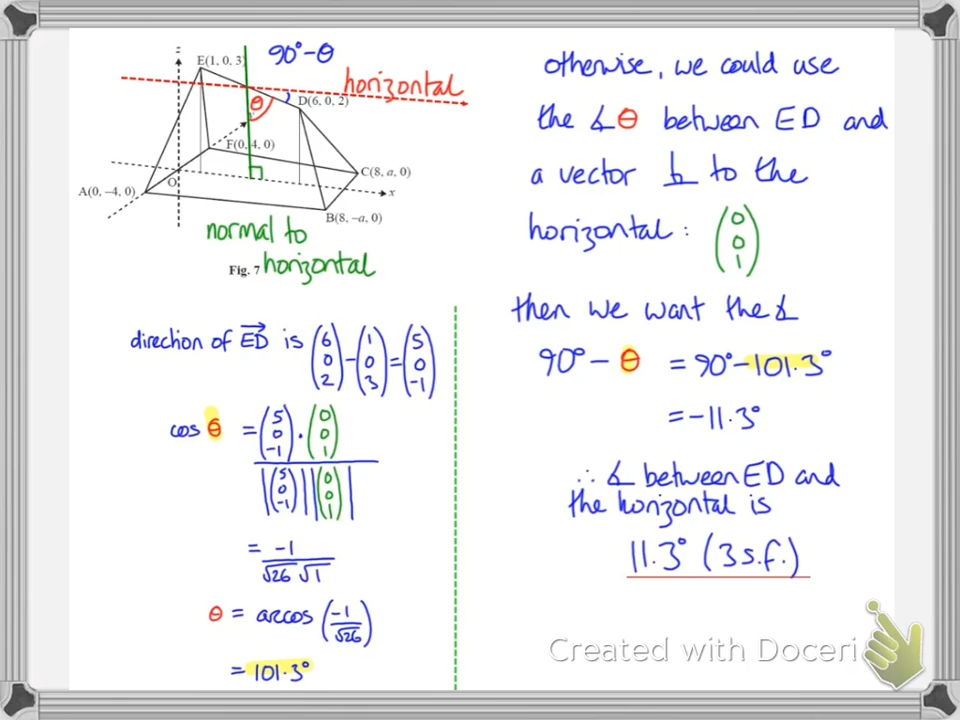 z
E(1, 0, 3)
90° − θ
horizontal
θ
D(6, 0, 2)
F(0, 4, 0)
C(8, a, 0)
O
x
A(0, −4, 0)
B(8, −a, 0)
normal to
horizontal
Fig. 7
direction of ED is (6 0 2) − (1 0 3) = (5 0 −1)
cos θ = (5 0 −1) · (0 0 1)
|(5 0 −1)| |(0 0 1)|
= −1
√26 √1
θ = arccos (−1/√26)
= 101.3°
otherwise, we could use
the ∡ θ between ED and
a vector ⊥ to the
horizontal: (0 0 1)
then we want the ∡
90° − θ = 90° − 101.3°
= −11.3°
∴ ∡ between ED and
the horizontal is
11.3° (3 s.f.)
Created with Doceri